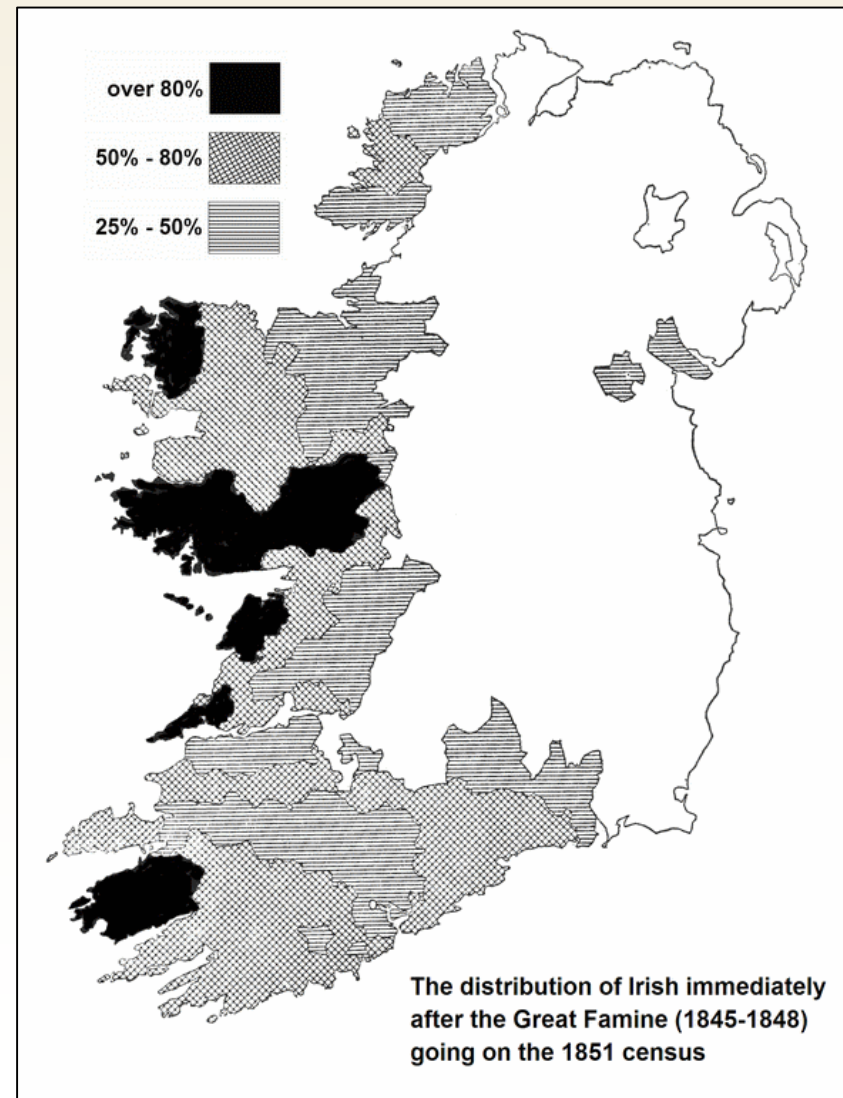 over 80%
50% - 80%
25% - 50%
The distribution of Irish immediately
after the Great Famine (1845-1848)
going on the 1851 census